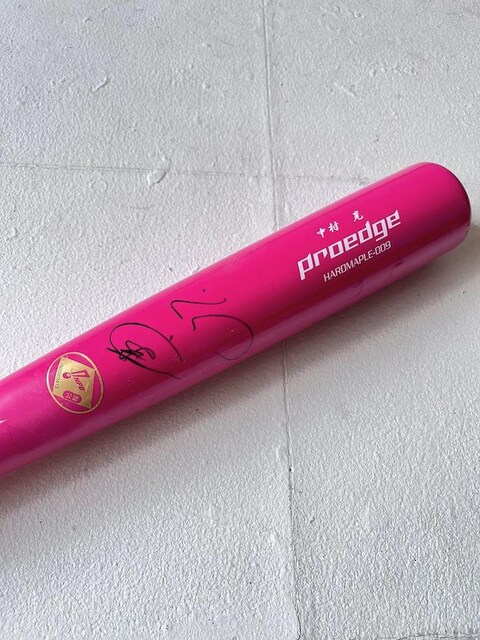 中村 晃
proedge
HARDMAPLE-009